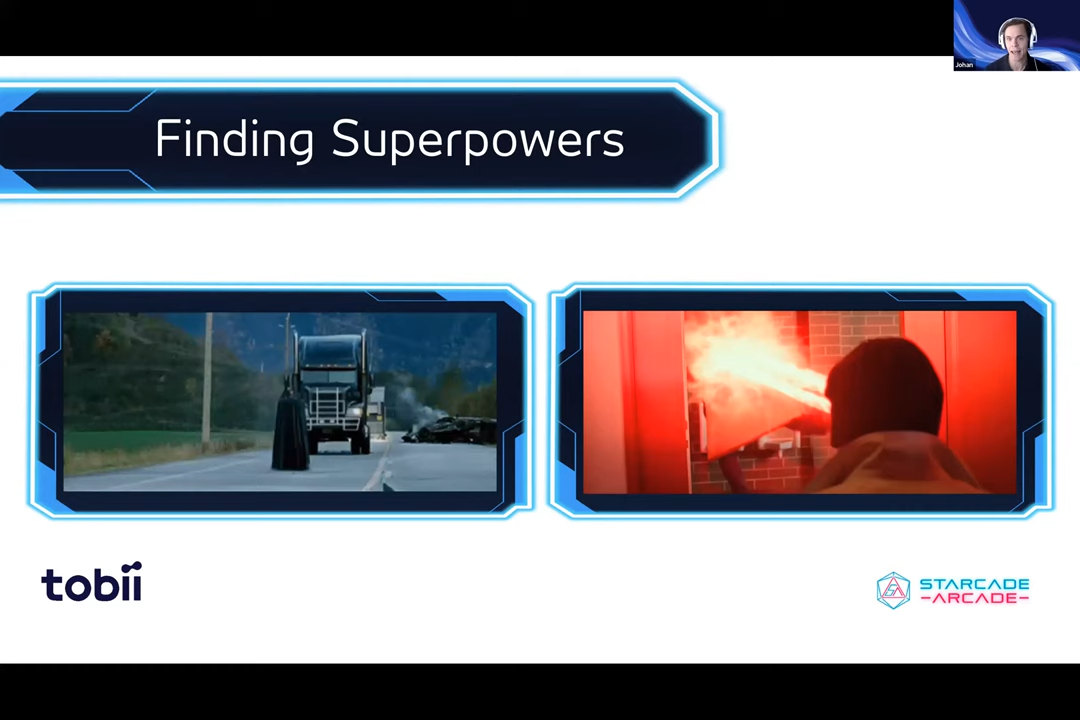 Johan
Finding Superpowers
tobii
STARCADE
-ARCADE-